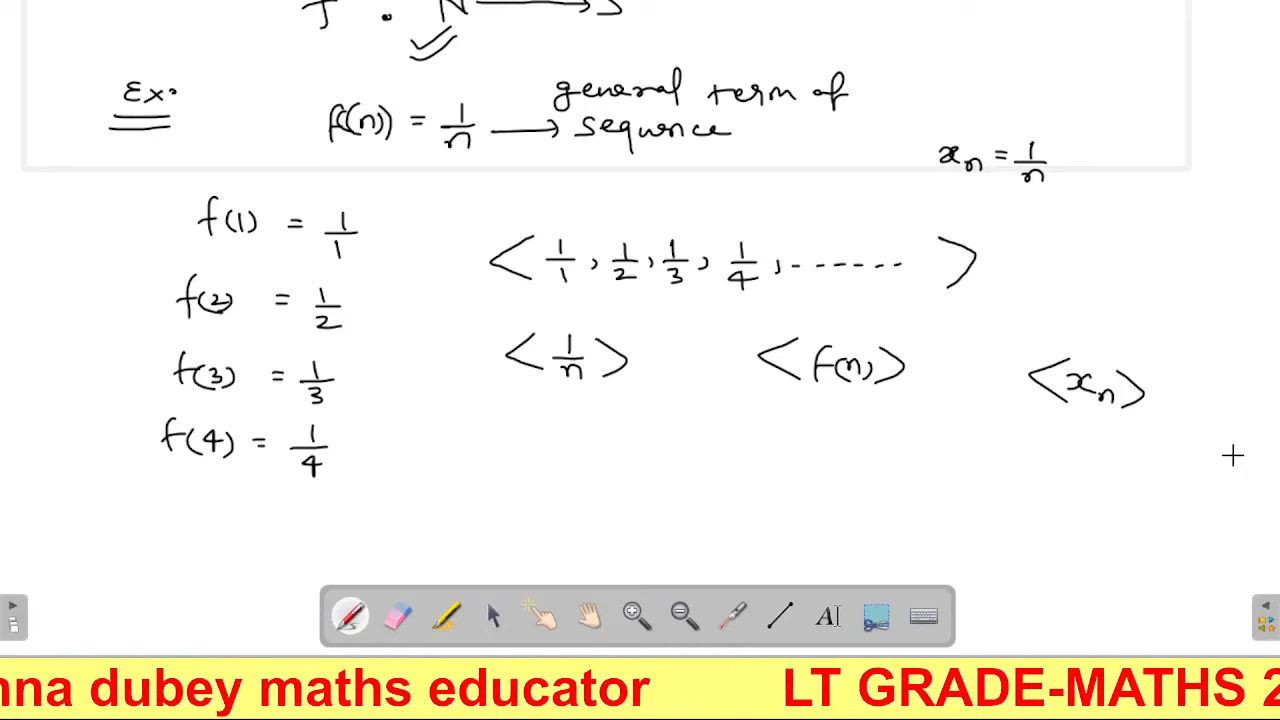 f : N → S
Ex:
f(n) = 1/n → general term of
sequence
x_n = 1/n
f(1) = 1/1
< 1/1, 1/2, 1/3, 1/4, ....... >
f(2) = 1/2
< 1/n > < f(n) > < x_n >
f(3) = 1/3
f(4) = 1/4
nna dubey maths educator LT GRADE-MATHS 2